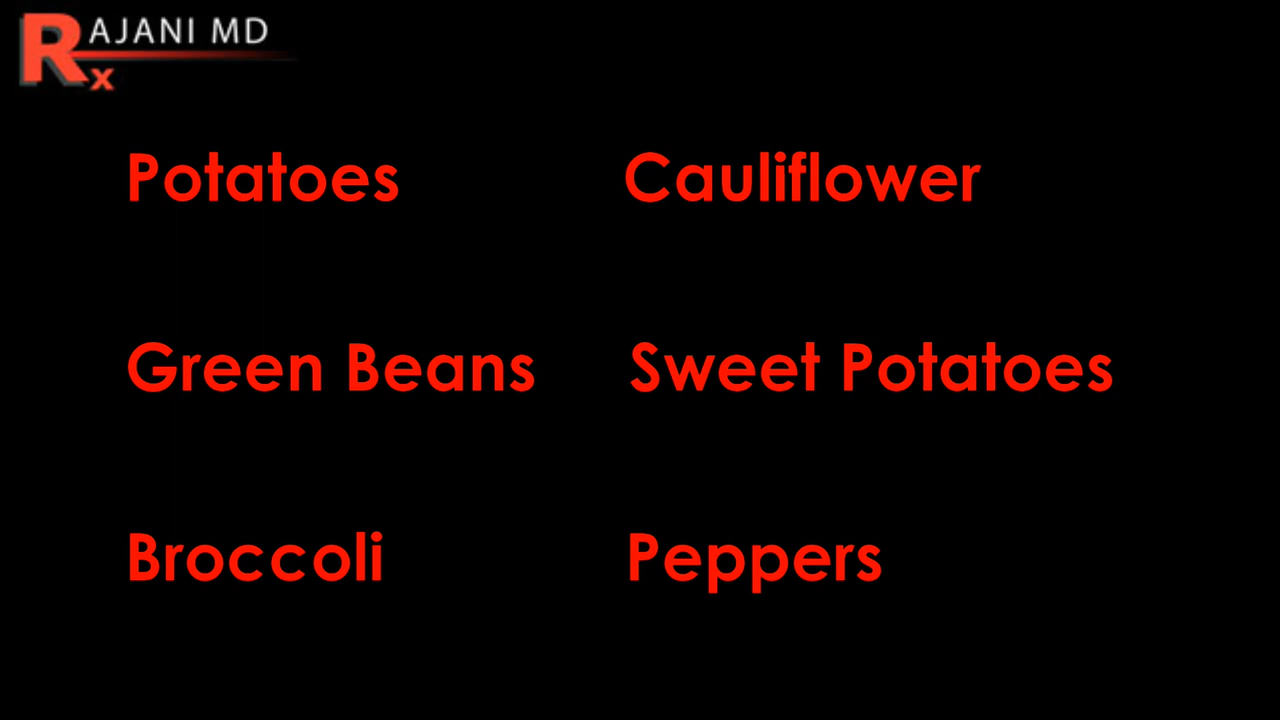 RAJANI MD
Rx
Potatoes Cauliflower
Green Beans Sweet Potatoes
Broccoli Peppers